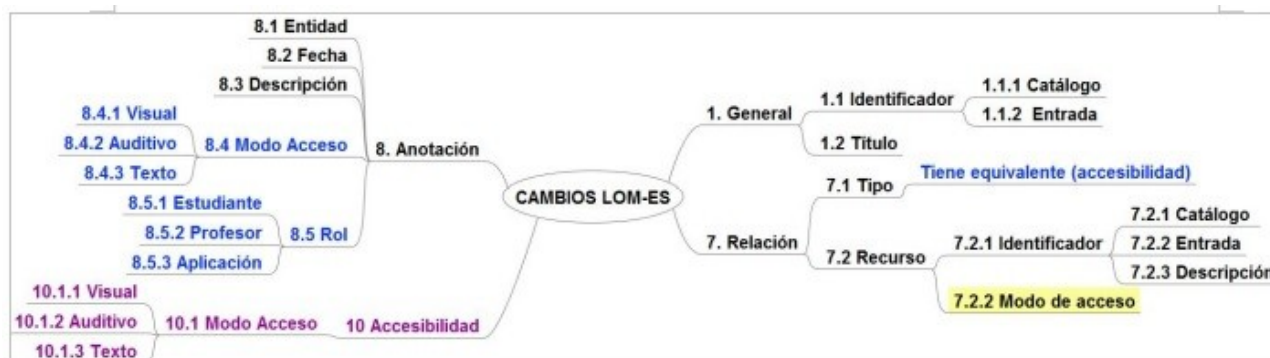 CAMBIOS LOM-ES
1. General
1.1 Identificador
1.1.1 Catálogo
1.1.2 Entrada
1.2 Título
7. Relación
7.1 Tipo
Tiene equivalente (accesibilidad)
7.2 Recurso
7.2.1 Identificador
7.2.1 Catálogo
7.2.2 Entrada
7.2.3 Descripción
7.2.2 Modo de acceso
8. Anotación
8.1 Entidad
8.2 Fecha
8.3 Descripción
8.4 Modo Acceso
8.4.1 Visual
8.4.2 Auditivo
8.4.3 Texto
8.5 Rol
8.5.1 Estudiante
8.5.2 Profesor
8.5.3 Aplicación
10 Accesibilidad
10.1 Modo Acceso
10.1.1 Visual
10.1.2 Auditivo
10.1.3 Texto